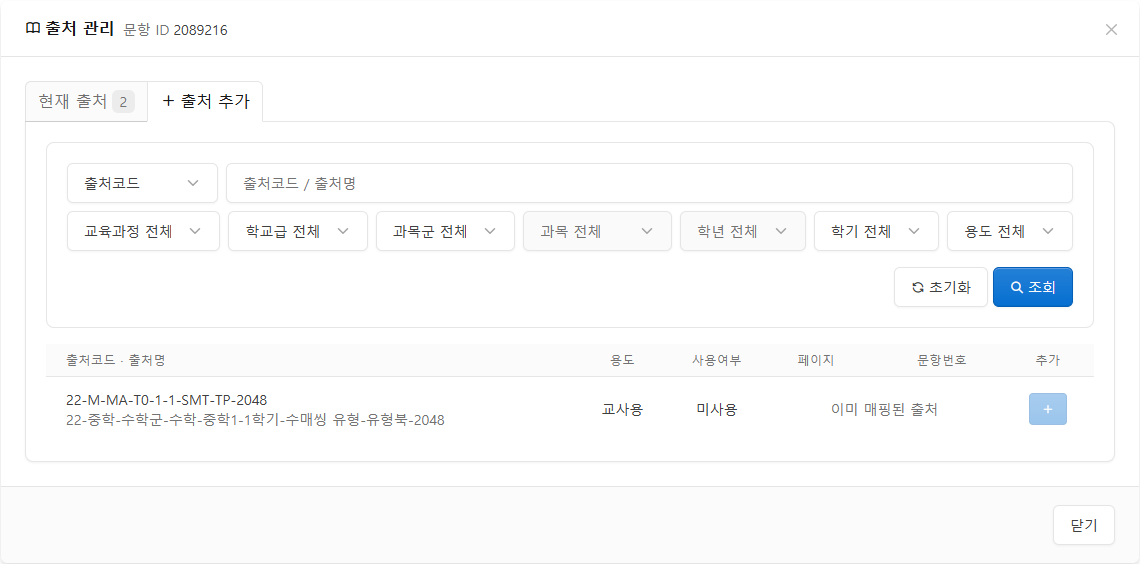 출처 관리 문항 ID 2089216
현재 출처 2
+ 출처 추가
출처코드
출처코드 / 출처명
교육과정 전체
학교급 전체
과목군 전체
과목 전체
학년 전체
학기 전체
용도 전체
초기화
조회
출처코드 · 출처명 용도 사용여부 페이지 문항번호 추가
22-M-MA-T0-1-1-SMT-TP-2048
22-중학-수학군-수학-중학1-1학기-수매씽 유형-유형북-2048
교사용 미사용 이미 매핑된 출처 +
닫기